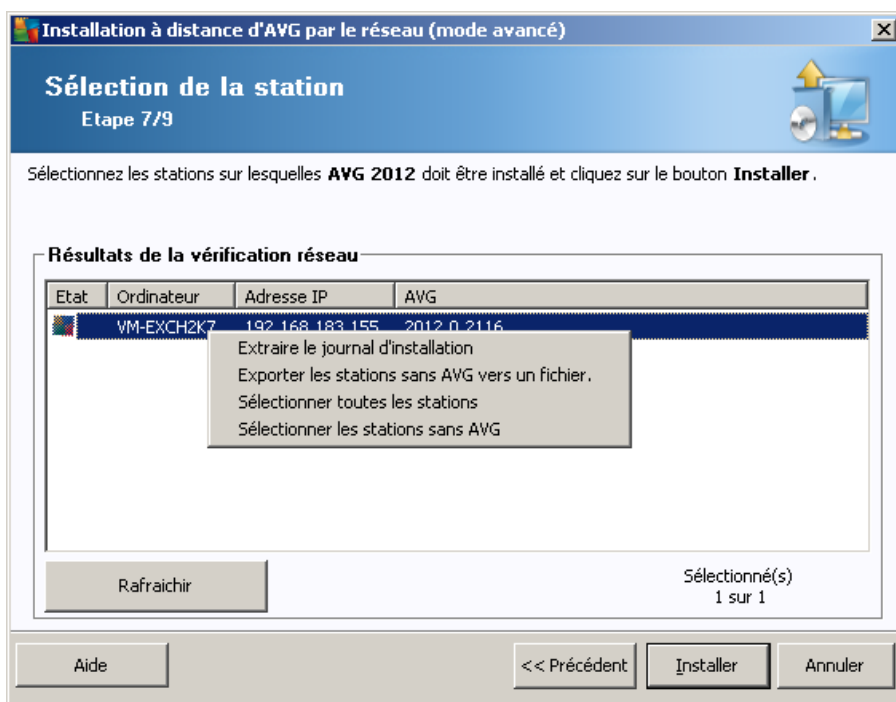 Installation à distance d'AVG par le réseau (mode avancé)
Sélection de la station
Etape 7/9
Sélectionnez les stations sur lesquelles AVG 2012 doit être installé et cliquez sur le bouton Installer.
Résultats de la vérification réseau
Etat Ordinateur Adresse IP AVG
VM-EXCH2K7 192.168.183.155 2012.0.2116
Extraire le journal d'installation
Exporter les stations sans AVG vers un fichier.
Sélectionner toutes les stations
Sélectionner les stations sans AVG
Rafraichir
Sélectionné(s)
1 sur 1
Aide
<< Précédent
Installer
Annuler